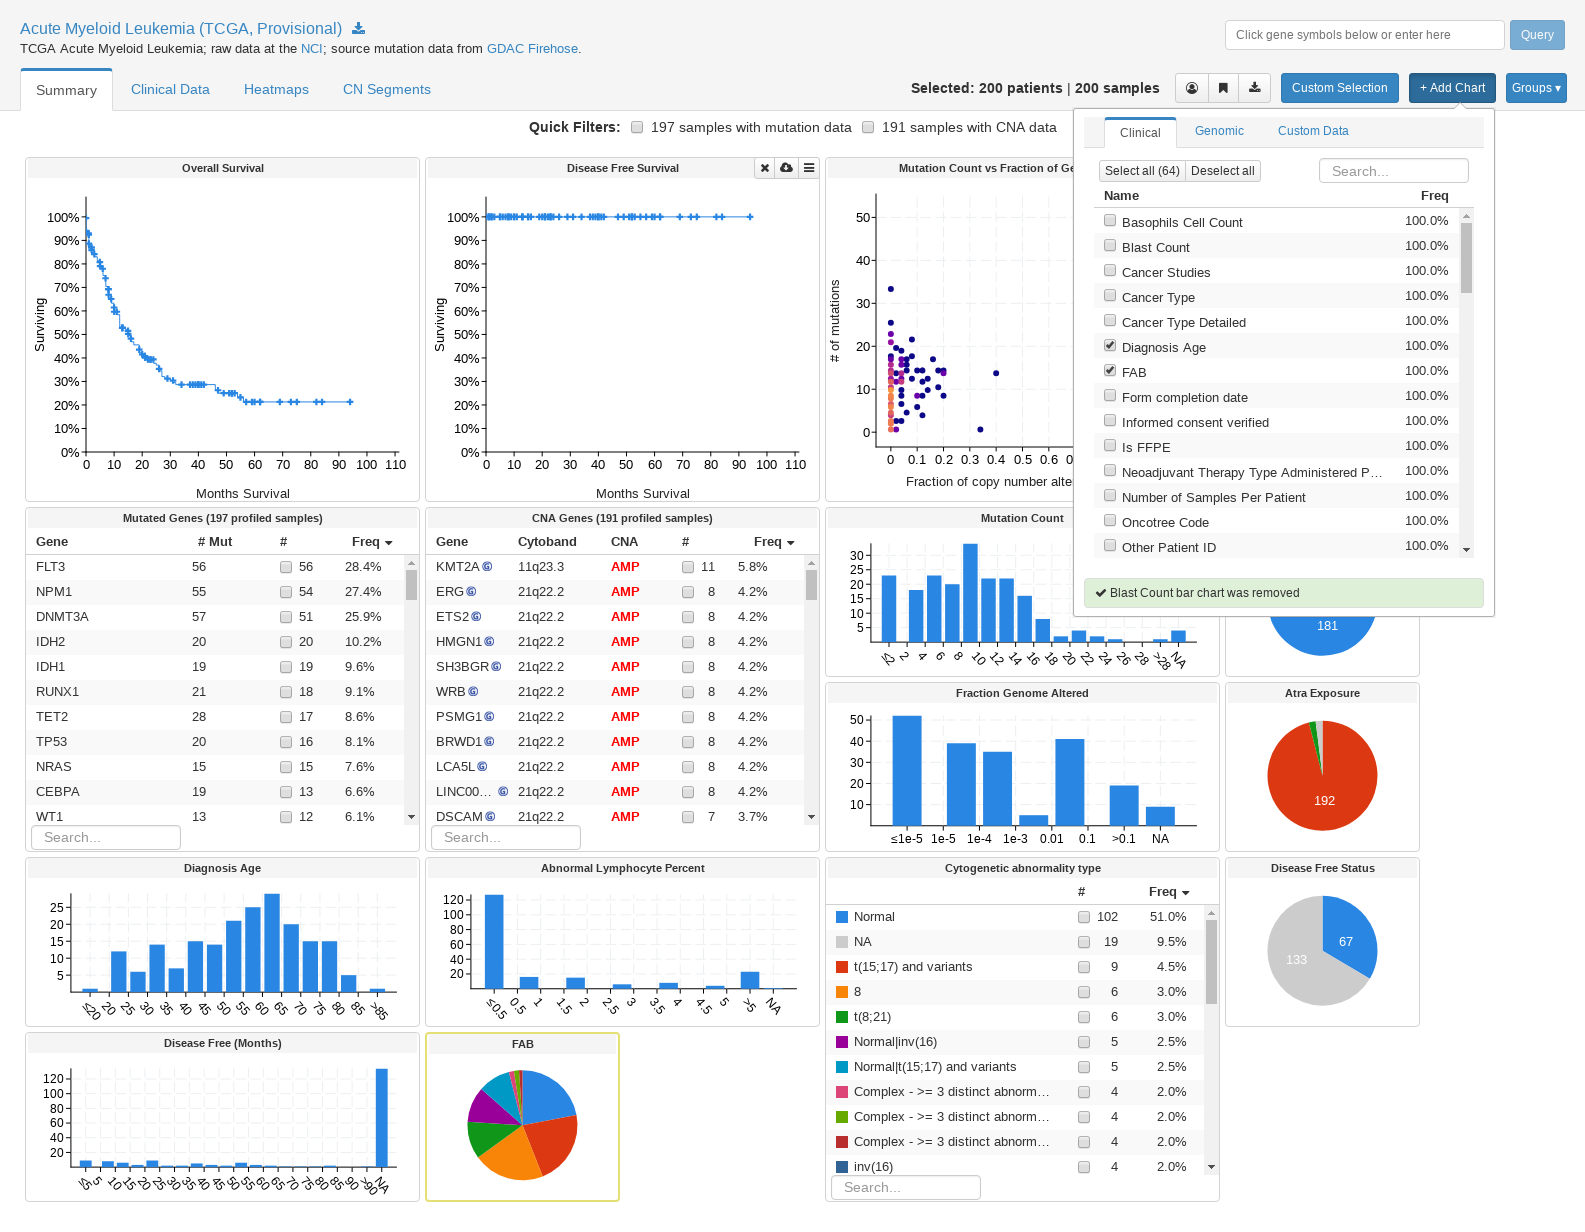 Acute Myeloid Leukemia (TCGA, Provisional)
TCGA Acute Myeloid Leukemia; raw data at the NCI; source mutation data from GDAC Firehose.
Click gene symbols below or enter here
Query
Summary
Clinical Data
Heatmaps
CN Segments
Selected: 200 patients | 200 samples
Custom Selection
+ Add Chart
Groups ▾
Quick Filters:
197 samples with mutation data
191 samples with CNA data
Clinical
Genomic
Custom Data
Select all (64)
Deselect all
Search...
Name Freq
Basophils Cell Count 100.0%
Blast Count 100.0%
Cancer Studies 100.0%
Cancer Type 100.0%
Cancer Type Detailed 100.0%
Diagnosis Age 100.0%
FAB 100.0%
Form completion date 100.0%
Informed consent verified 100.0%
Is FFPE 100.0%
Neoadjuvant Therapy Type Administered P… 100.0%
Number of Samples Per Patient 100.0%
Oncotree Code 100.0%
Other Patient ID 100.0%
Blast Count bar chart was removed
Overall Survival
Surviving
100%
90%
80%
70%
60%
50%
40%
30%
20%
10%
0%
0 10 20 30 40 50 60 70 80 90 100 110
Months Survival
Disease Free Survival
Surviving
100%
90%
80%
70%
60%
50%
40%
30%
20%
10%
0%
0 10 20 30 40 50 60 70 80 90 100 110
Months Survival
Mutation Count vs Fraction of Ge
# of mutations
50
40
30
20
10
0
0 0.1 0.2 0.3 0.4 0.5 0.6
Fraction of copy number alter
Mutated Genes (197 profiled samples)
Gene # Mut # Freq
FLT3 56 56 28.4%
NPM1 55 54 27.4%
DNMT3A 57 51 25.9%
IDH2 20 20 10.2%
IDH1 19 19 9.6%
RUNX1 21 18 9.1%
TET2 28 17 8.6%
TP53 20 16 8.1%
NRAS 15 15 7.6%
CEBPA 19 13 6.6%
WT1 13 12 6.1%
Search...
CNA Genes (191 profiled samples)
Gene Cytoband CNA # Freq
KMT2A G 11q23.3 AMP 11 5.8%
ERG G 21q22.2 AMP 8 4.2%
ETS2 G 21q22.2 AMP 8 4.2%
HMGN1 G 21q22.2 AMP 8 4.2%
SH3BGR G 21q22.2 AMP 8 4.2%
WRB G 21q22.2 AMP 8 4.2%
PSMG1 G 21q22.2 AMP 8 4.2%
BRWD1 G 21q22.2 AMP 8 4.2%
LCA5L G 21q22.2 AMP 8 4.2%
LINC00… G 21q22.2 AMP 8 4.2%
DSCAM G 21q22.2 AMP 7 3.7%
Search...
Mutation Count
30
25
20
15
10
5
≤2 2 4 6 8 10 12 14 16 18 20 22 24 26 28 >28 NA
181
Fraction Genome Altered
50
40
30
20
10
≤1e-5 1e-5 1e-4 1e-3 0.01 0.1 >0.1 NA
Atra Exposure
192
Diagnosis Age
25
20
15
10
5
≤20 20 25 30 35 40 45 50 55 60 65 70 75 80 85 >85
Abnormal Lymphocyte Percent
120
100
80
60
40
20
≤0.5 0.5 1 1.5 2 2.5 3 3.5 4 4.5 5 >5 NA
Cytogenetic abnormality type
# Freq
Normal 102 51.0%
NA 19 9.5%
t(15;17) and variants 9 4.5%
8 6 3.0%
t(8;21) 6 3.0%
Normal|inv(16) 5 2.5%
Normal|t(15;17) and variants 5 2.5%
Complex - >= 3 distinct abnorm… 4 2.0%
Complex - >= 3 distinct abnorm… 4 2.0%
Complex - >= 3 distinct abnorm… 4 2.0%
inv(16) 4 2.0%
Search...
Disease Free Status
67
133
Disease Free (Months)
120
100
80
60
40
20
≤5 5 10 15 20 25 30 35 40 45 50 55 60 65 70 75 80 85 90 >90 NA
FAB